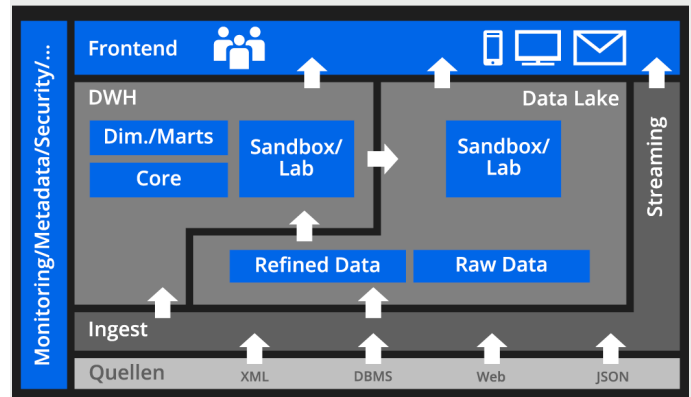 Monitoring/Metadata/Security/...
Frontend
DWH
Data Lake
Dim./Marts
Core
Sandbox/
Lab
Sandbox/
Lab
Streaming
Refined Data
Raw Data
Ingest
Quellen
XML
DBMS
Web
JSON